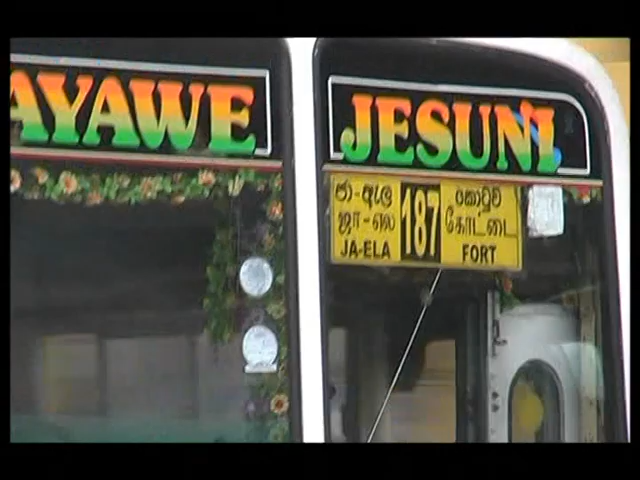 AYAWE
JESUNI
ජා-ඇල
ஜா-எல
JA-ELA
187
කොටුව
கோட்டை
FORT